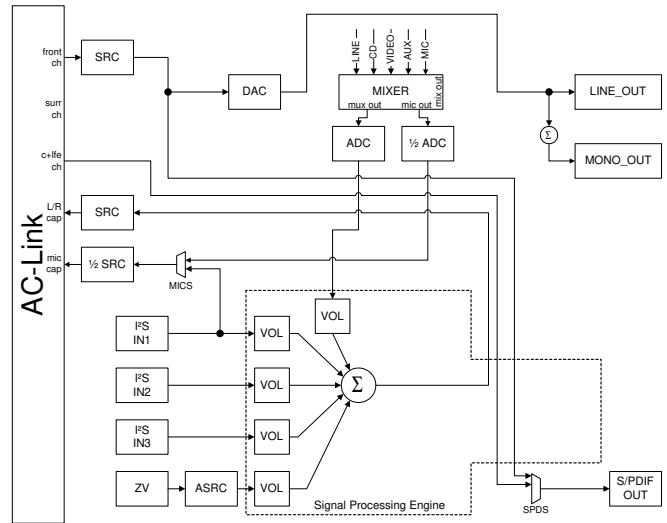 AC-Link
front
ch
surr
ch
c+lfe
ch
L/R
cap
mic
cap
SRC
DAC
LINE
CD
VIDEO
AUX
MIC
MIXER
mux out
mic out
mix out
ADC
½ ADC
LINE_OUT
Σ
MONO_OUT
SRC
½ SRC
MICS
VOL
I²S
IN1
VOL
I²S
IN2
VOL
Σ
I²S
IN3
VOL
ZV
ASRC
VOL
Signal Processing Engine
SPDS
S/PDIF
OUT